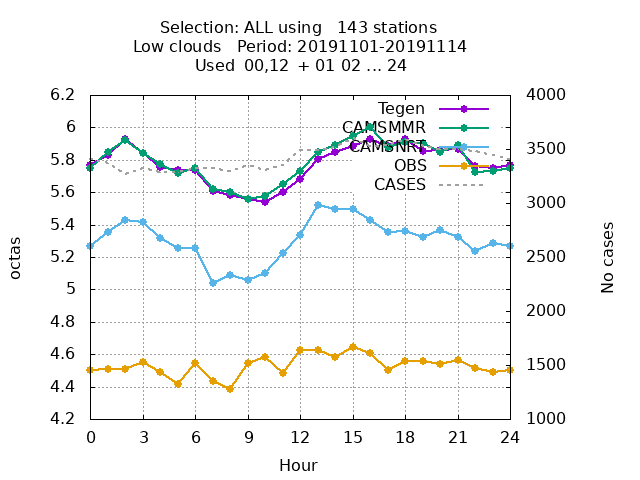 Selection: ALL using 143 stations
Low clouds Period: 20191101-20191114
Used 00,12 + 01 02 ... 24
6.2
6
5.8
5.6
5.4
5.2
5
4.8
4.6
4.4
4.2
octas
4000
3500
3000
2500
2000
1500
1000
No cases
Tegen
CAMSMMR
CAMSNRT
OBS
CASES
0 3 6 9 12 15 18 21 24
Hour